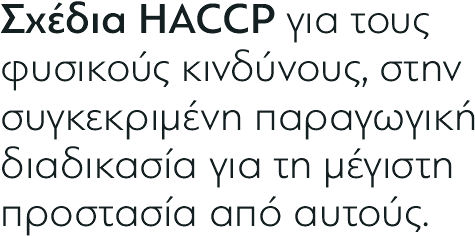 Σχέδια HACCP για τους
φυσικούς κινδύνους, στην
συγκεκριμένη παραγωγική
διαδικασία για τη μέγιστη
προστασία από αυτούς.